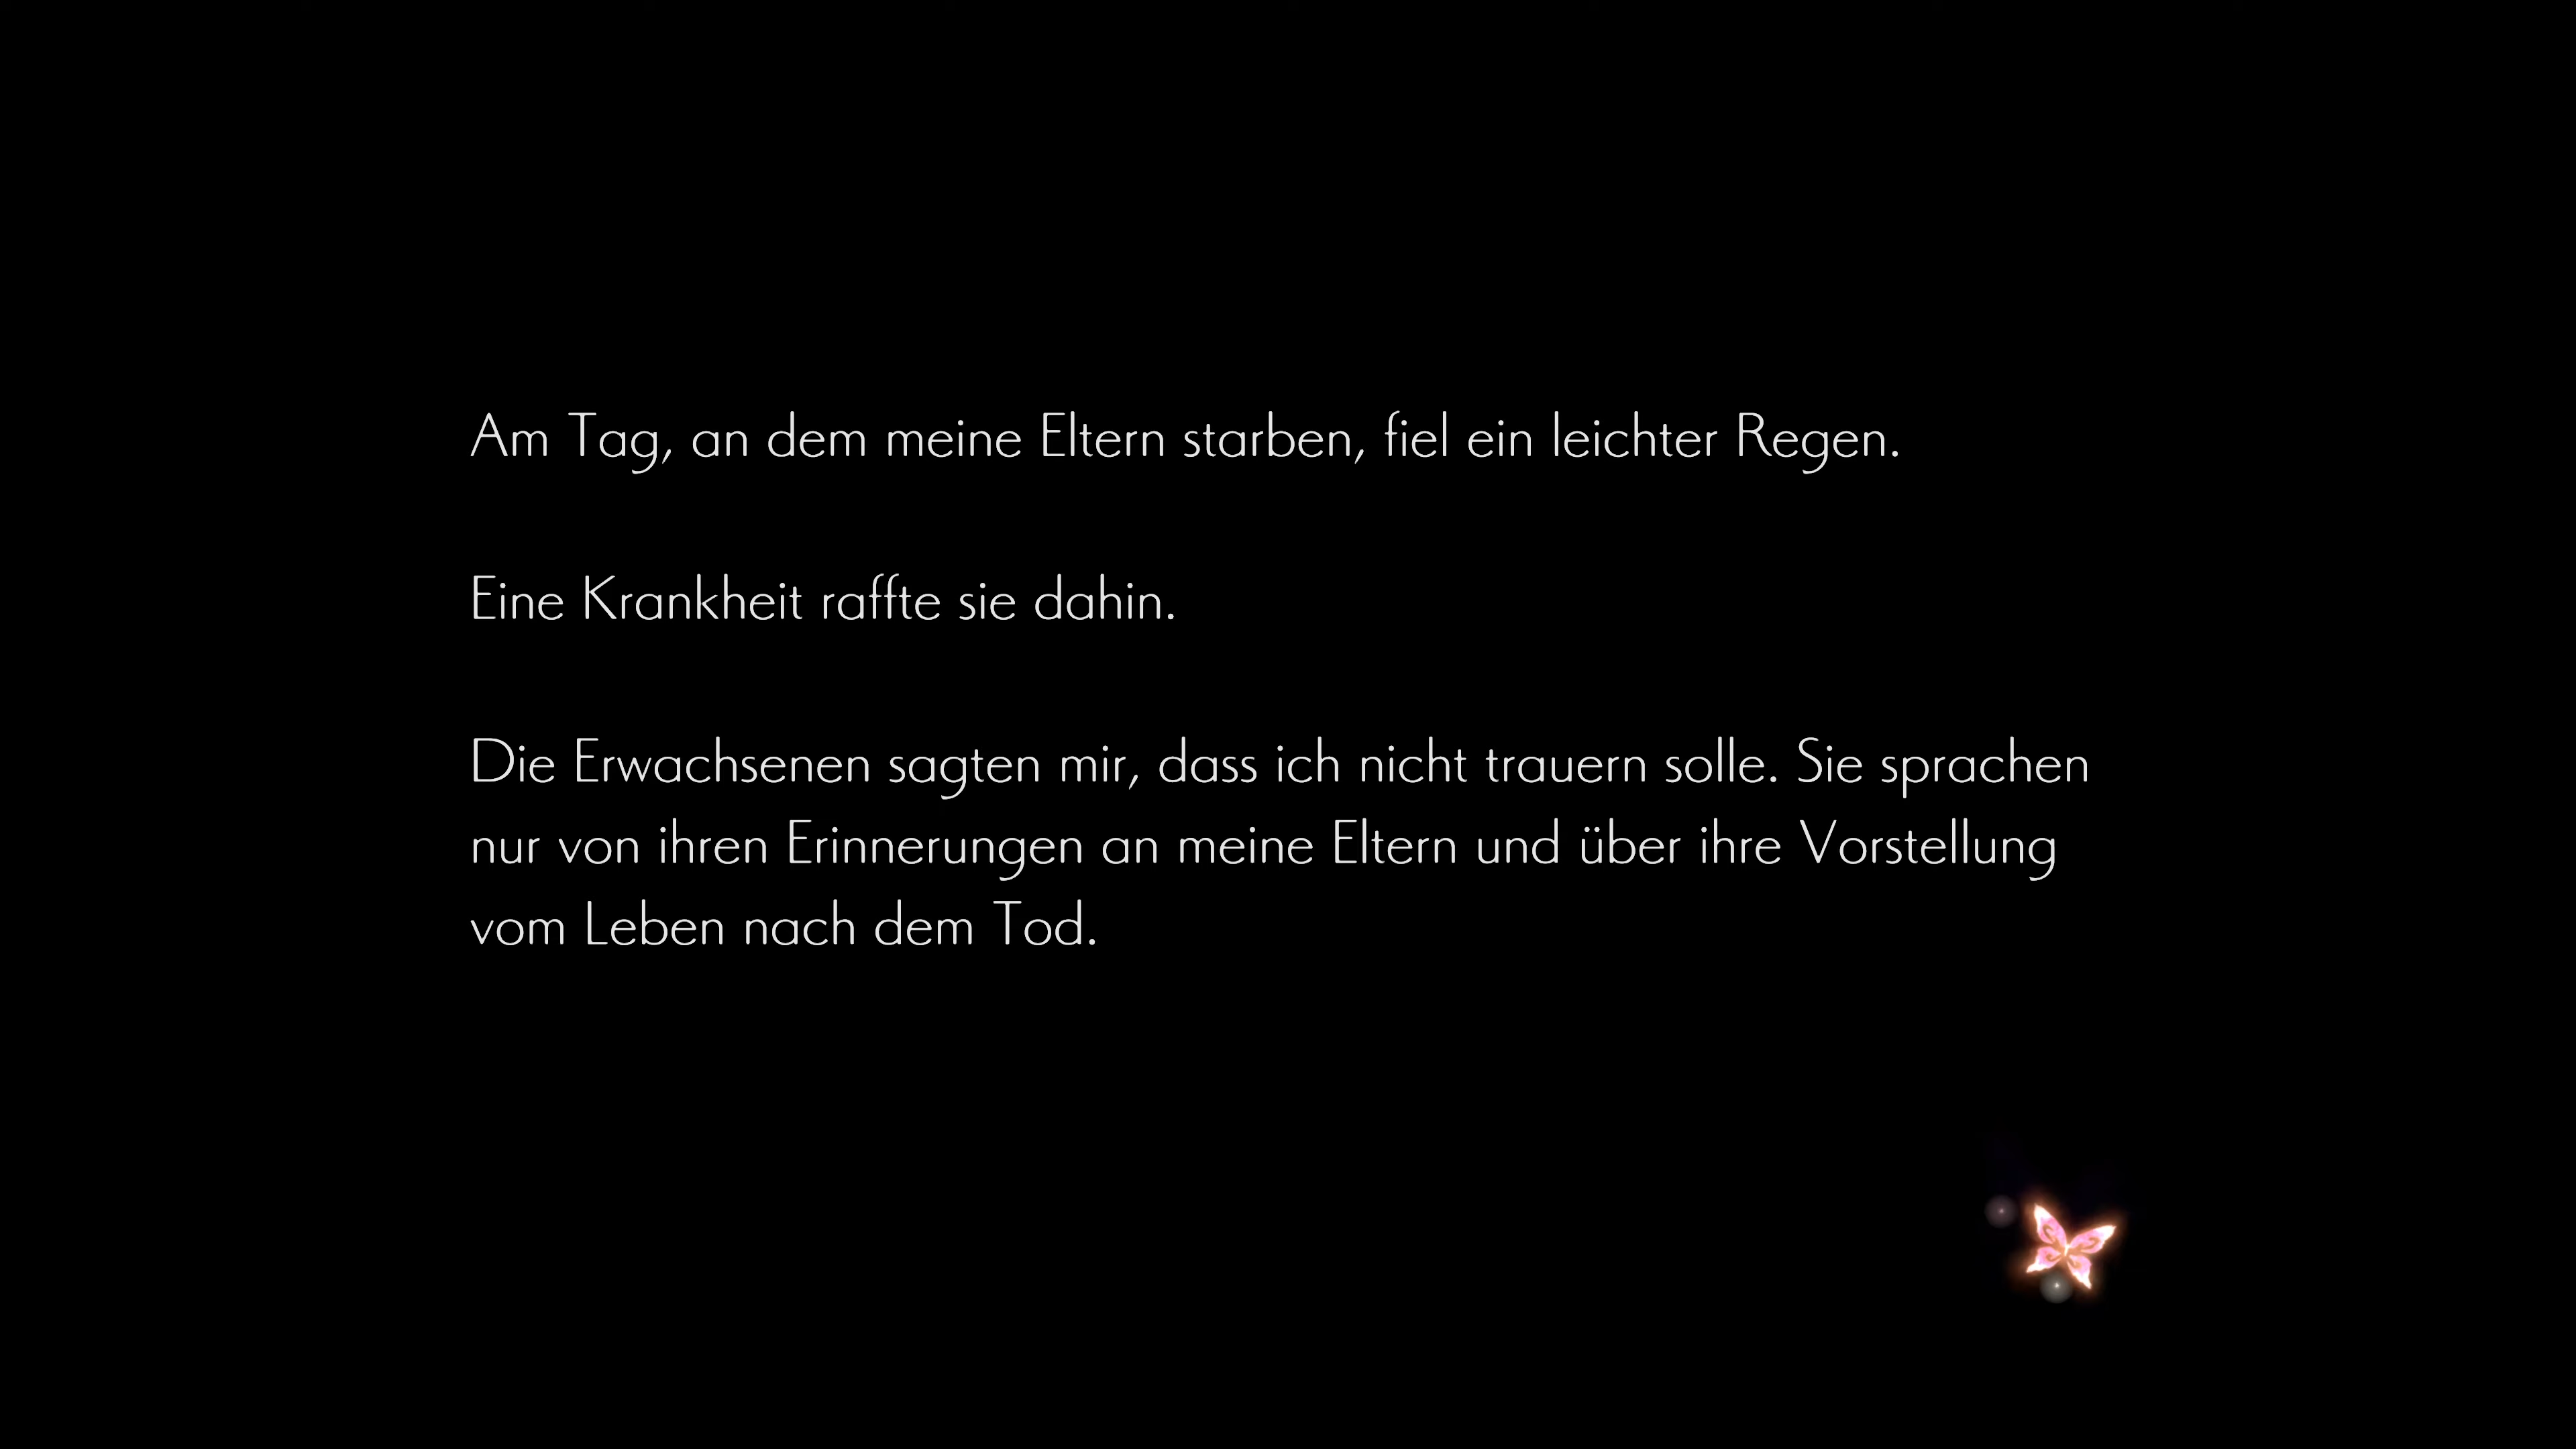 Am Tag, an dem meine Eltern starben, fiel ein leichter Regen.
Eine Krankheit raffte sie dahin.
Die Erwachsenen sagten mir, dass ich nicht trauern solle. Sie sprachen
nur von ihren Erinnerungen an meine Eltern und über ihre Vorstellung
vom Leben nach dem Tod.